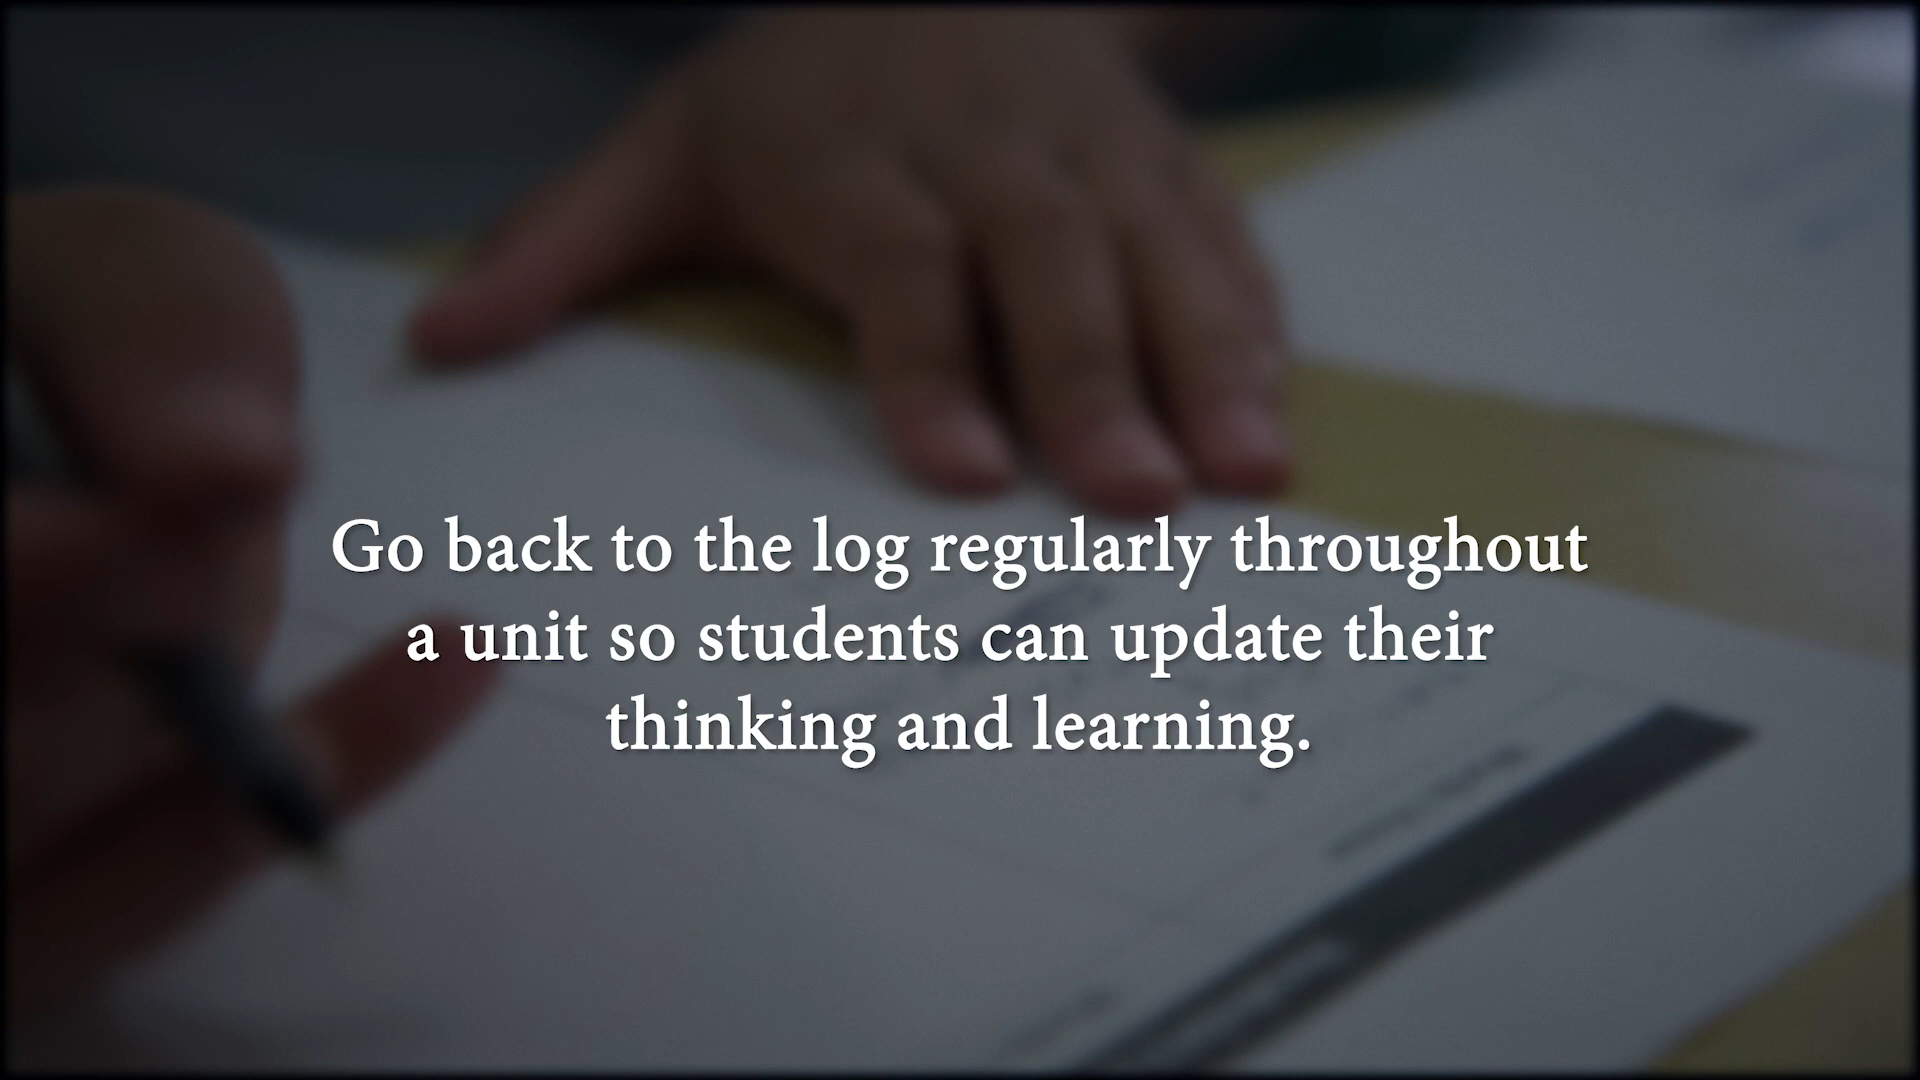 Go back to the log regularly throughout
a unit so students can update their
thinking and learning.